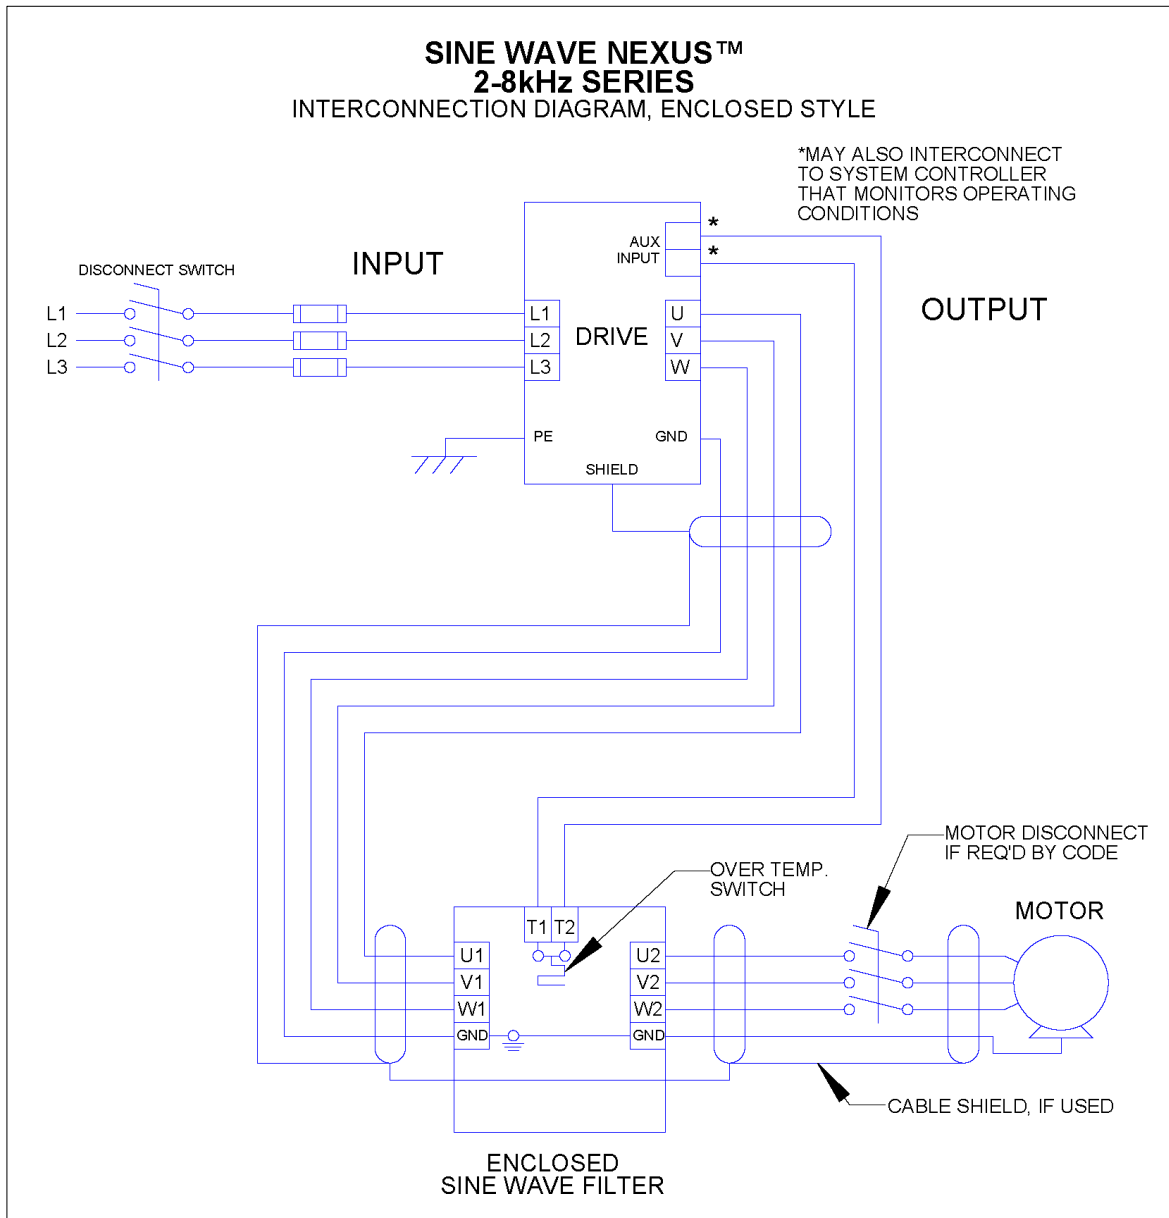 SINE WAVE NEXUS™
2-8kHz SERIES
INTERCONNECTION DIAGRAM, ENCLOSED STYLE
*MAY ALSO INTERCONNECT
TO SYSTEM CONTROLLER
THAT MONITORS OPERATING
CONDITIONS
DISCONNECT SWITCH
INPUT
AUX
INPUT
*
*
OUTPUT
L1
L2
L3
L1
L2
L3
DRIVE
U
V
W
PE
GND
SHIELD
MOTOR DISCONNECT
IF REQ'D BY CODE
OVER TEMP.
SWITCH
MOTOR
T1
T2
U1
V1
W1
GND
U2
V2
W2
GND
CABLE SHIELD, IF USED
ENCLOSED
SINE WAVE FILTER